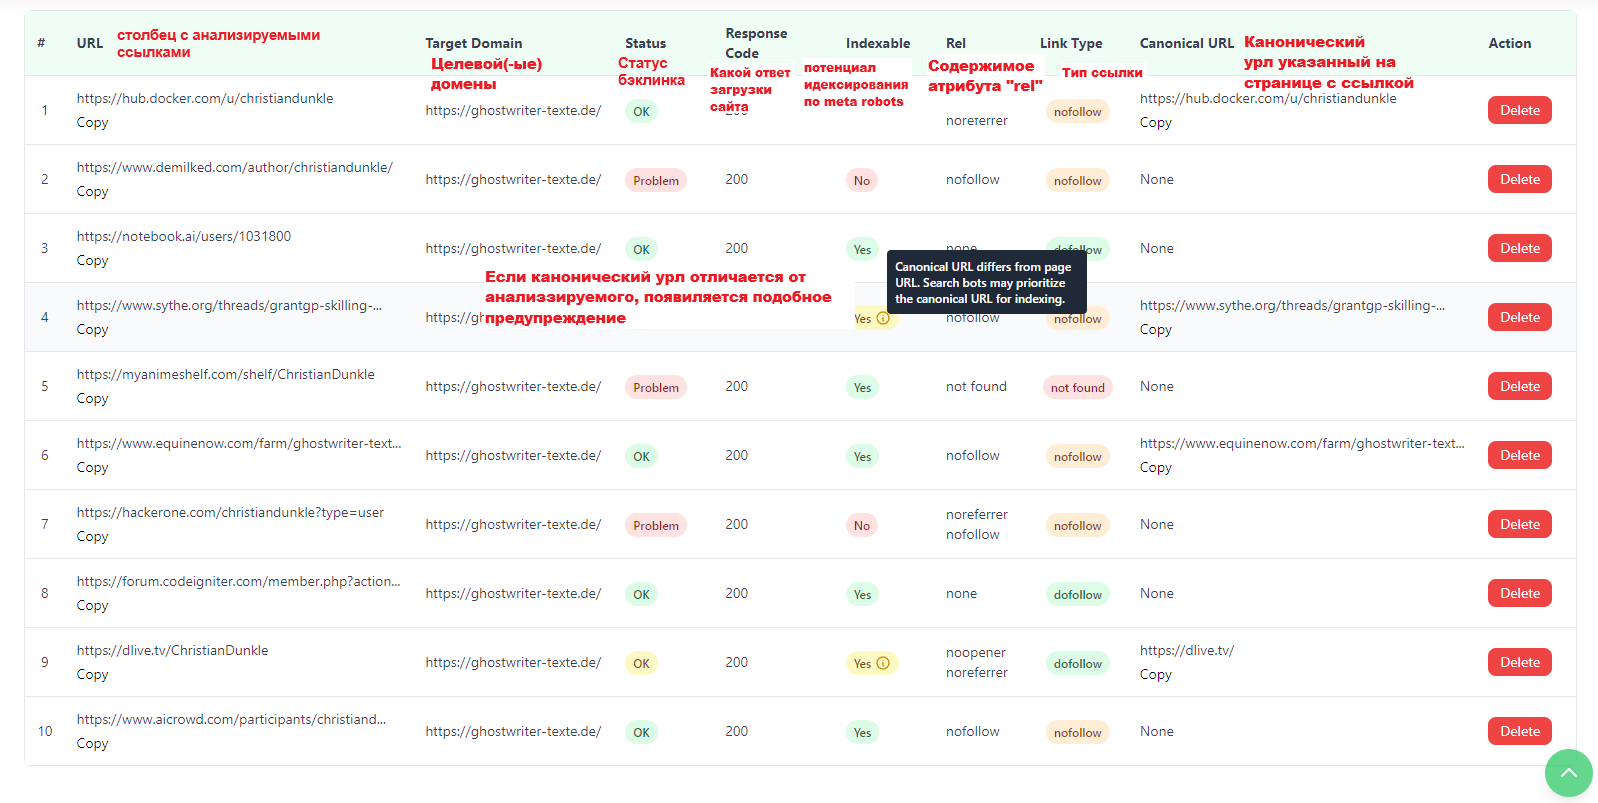 # URL столбец с анализируемыми ссылками Target Domain Целевой(-ые) домены Status Статус бэклинка Response Code Какой ответ загрузки сайта Indexable потенциал идексирования по meta robots Rel Содержимое атрибута "rel" Link Type Тип ссылки Canonical URL Канонический урл указанный на странице с ссылкой Action
1 https://hub.docker.com/u/christiandunkle Copy https://ghostwriter-texte.de/ OK 200 noreferrer nofollow https://hub.docker.com/u/christiandunkle Copy Delete
2 https://www.demilked.com/author/christiandunkle/ Copy https://ghostwriter-texte.de/ Problem 200 No nofollow nofollow None Delete
3 https://notebook.ai/users/1031800 Copy https://ghostwriter-texte.de/ OK 200 Yes none dofollow None Delete
Если канонический урл отличается от
анализзируемого, появиляется подобное
предупреждение
Canonical URL differs from page
URL. Search bots may prioritize
the canonical URL for indexing.
4 https://www.sythe.org/threads/grantgp-skilling-... Copy https://gh Yes nofollow nofollow https://www.sythe.org/threads/grantgp-skilling-... Copy Delete
5 https://myanimeshelf.com/shelf/ChristianDunkle Copy https://ghostwriter-texte.de/ Problem 200 Yes not found not found None Delete
6 https://www.equinenow.com/farm/ghostwriter-text... Copy https://ghostwriter-texte.de/ OK 200 Yes nofollow nofollow https://www.equinenow.com/farm/ghostwriter-text... Copy Delete
7 https://hackerone.com/christiandunkle?type=user Copy https://ghostwriter-texte.de/ Problem 200 No noreferrer nofollow nofollow None Delete
8 https://forum.codeigniter.com/member.php?action... Copy https://ghostwriter-texte.de/ OK 200 Yes none dofollow None Delete
9 https://dlive.tv/ChristianDunkle Copy https://ghostwriter-texte.de/ OK 200 Yes noopener noreferrer dofollow https://dlive.tv/ Copy Delete
10 https://www.aicrowd.com/participants/christiand... Copy https://ghostwriter-texte.de/ OK 200 Yes nofollow nofollow None Delete